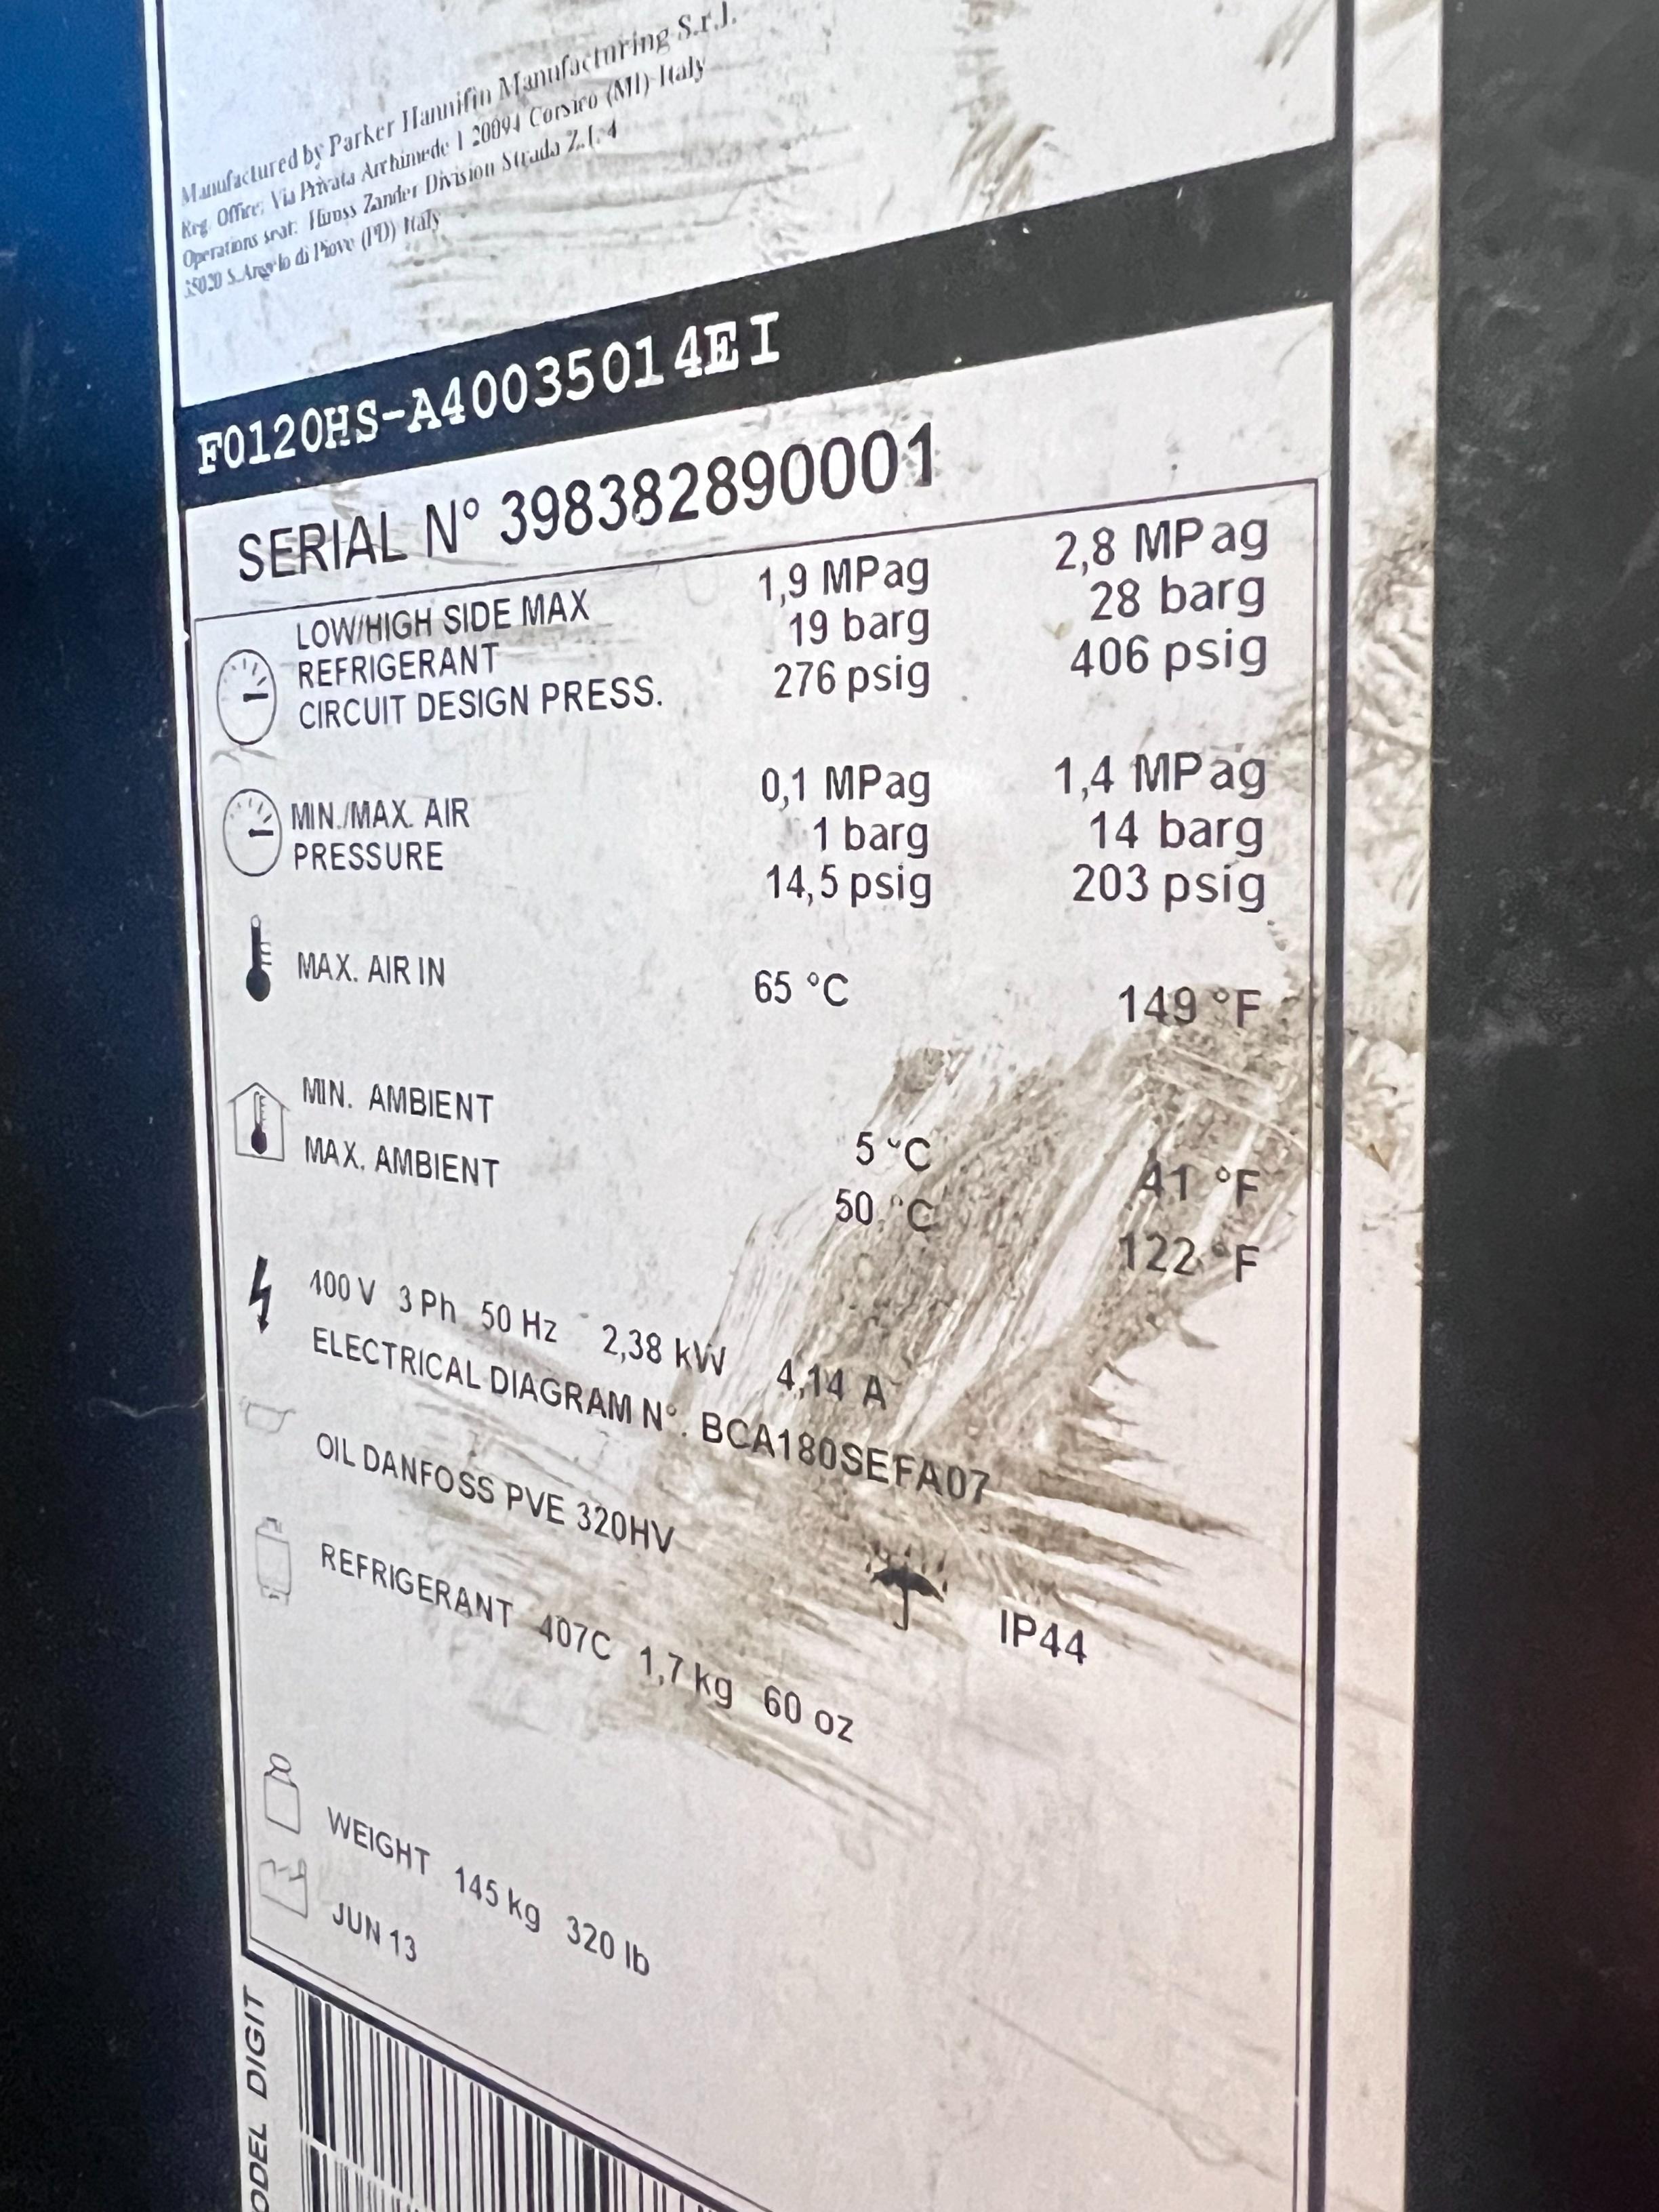 Manufactured by Parker Hannifin Manufacturing S.r.l.
Reg. Office: Via Privata Archimede 1 20094 Corsico (MI) Italy
Operations seat: Hiross Zander Division Strada Z.I. 4
35020 S.Angelo di Piove (PD) Italy
F0120HS-A40035014EI
SERIAL N° 398382890001
LOW/HIGH SIDE MAX 1,9 MPag 2,8 MPag
REFRIGERANT 19 barg 28 barg
CIRCUIT DESIGN PRESS. 276 psig 406 psig
0,1 MPag 1,4 MPag
MIN./MAX. AIR 1 barg 14 barg
PRESSURE 14,5 psig 203 psig
MAX. AIR IN 65 °C 149 °F
MIN. AMBIENT 5 °C 41 °F
MAX. AMBIENT 50 °C 122 °F
400 V 3 Ph 50 Hz 2,38 kW 4,14 A
ELECTRICAL DIAGRAM N°. BCA180SEFA07
OIL DANFOSS PVE 320HV
IP44
REFRIGERANT 407C 1,7 kg 60 oz
WEIGHT 145 kg 320 lb
JUN 13
ODEL DIGIT